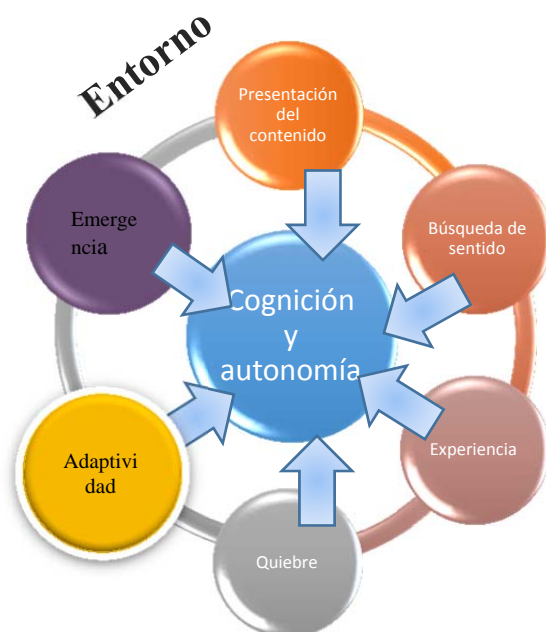 Entorno
Presentación
del
contenido
Búsqueda de
sentido
Experiencia
Quiebre
Adaptivi
dad
Emerge
ncia
Cognición
y
autonomía